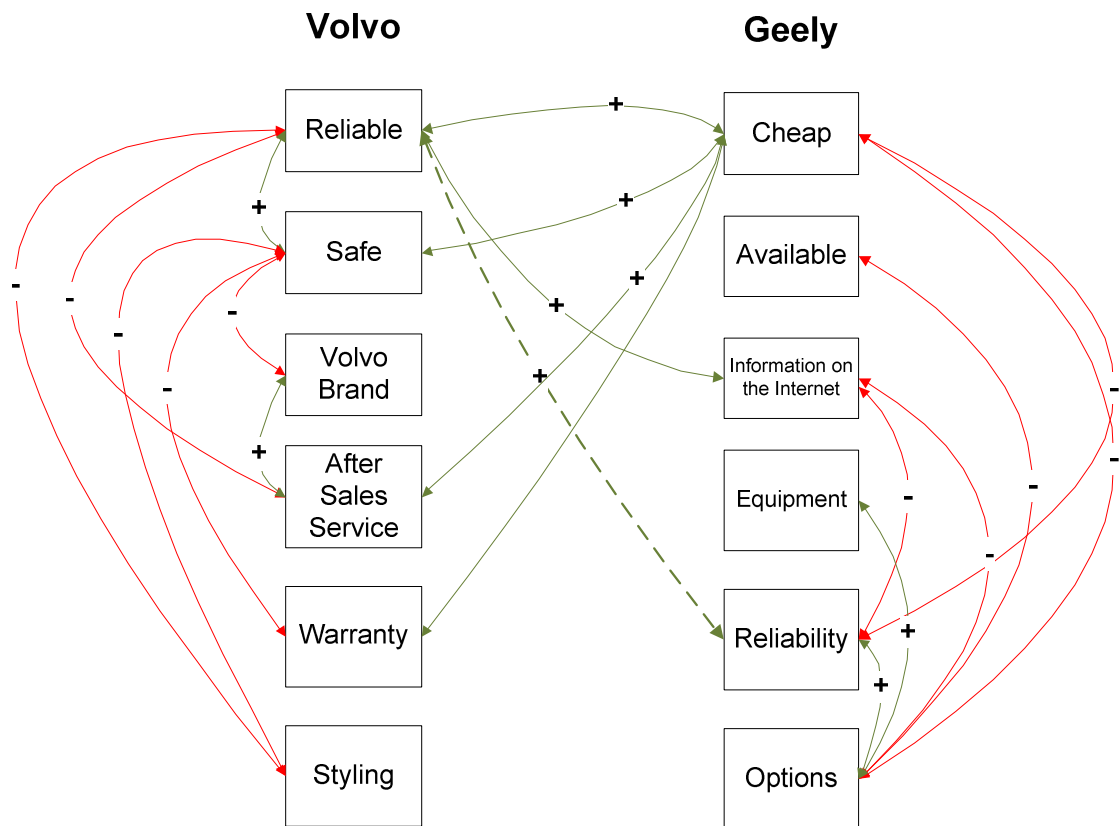 Volvo
Geely
Reliable
Cheap
Safe
Available
Volvo
Brand
Information on
the Internet
After
Sales
Service
Equipment
Warranty
Reliability
Styling
Options
+
+
+
+
+
+
+
+
+
-
-
-
-
-
-
-
-
-
-